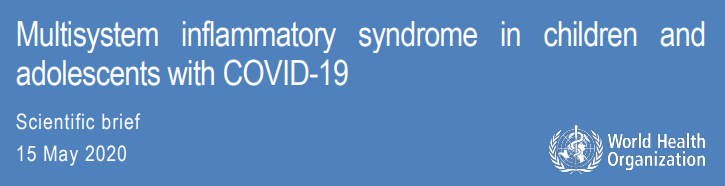 Multisystem inflammatory syndrome in children and
adolescents with COVID-19
Scientific brief
15 May 2020
World Health
Organization